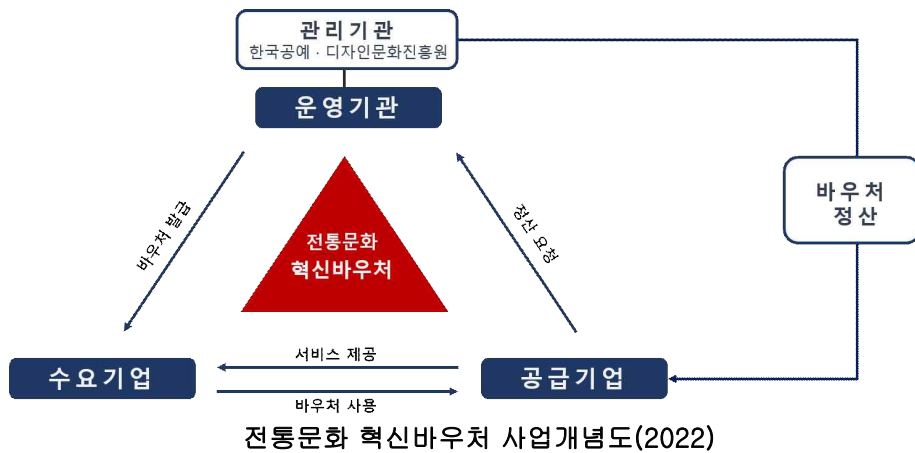 관리기관
한국공예·디자인문화진흥원
운영기관
바우처 발급
정산 요청
바우처
정산
전통문화
혁신바우처
서비스 제공
수요기업
공급기업
바우처 사용
전통문화 혁신바우처 사업개념도(2022)